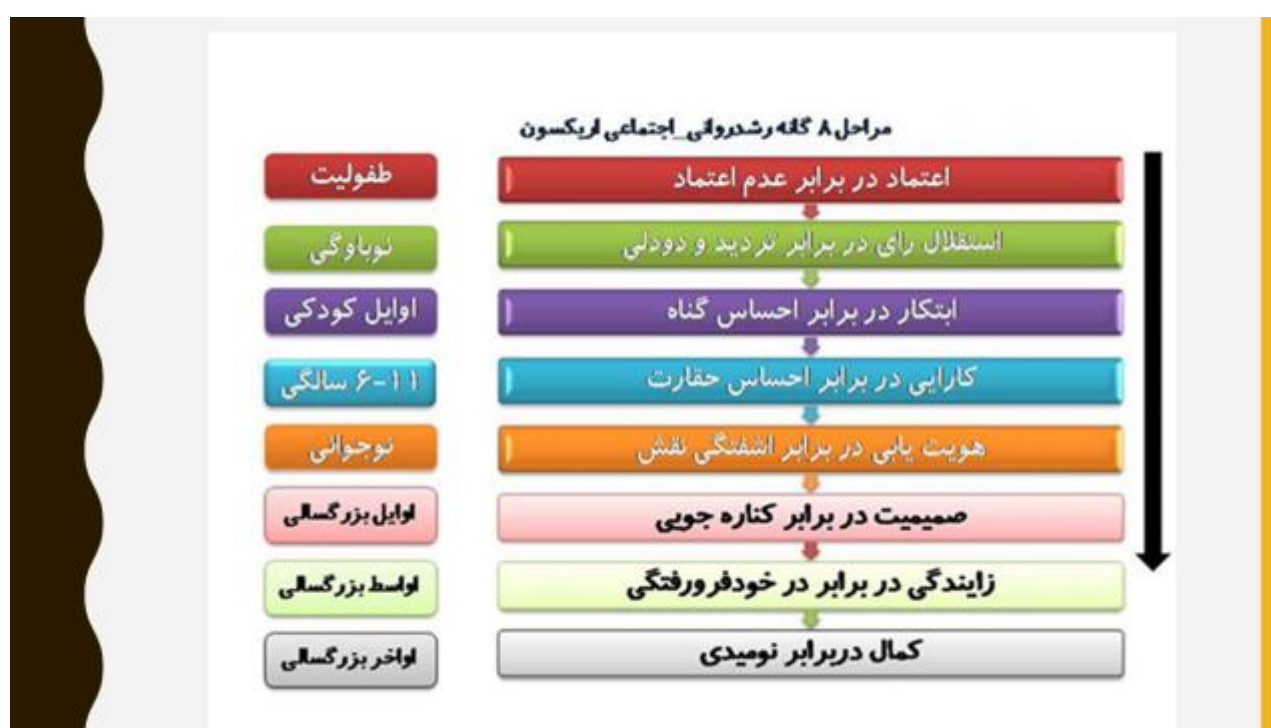 مراحل ۸ گانه رشدروانی_اجتماعی اریکسون
اعتماد در برابر عدم اعتماد
طفولیت
استقلال رای در برابر تردید و دودلی
نوباوگی
ابتکار در برابر احساس گناه
اوایل کودکی
کارایی در برابر احساس حقارت
۶-۱۱ سالگی
هویت یابی در برابر اشفتگی نقش
نوجوانی
صمیمیت در برابر کناره جویی
اوایل بزرگسالی
زایندگی در برابر در خودفرورفتگی
اواسط بزرگسالی
کمال دربرابر نومیدی
اواخر بزرگسالی